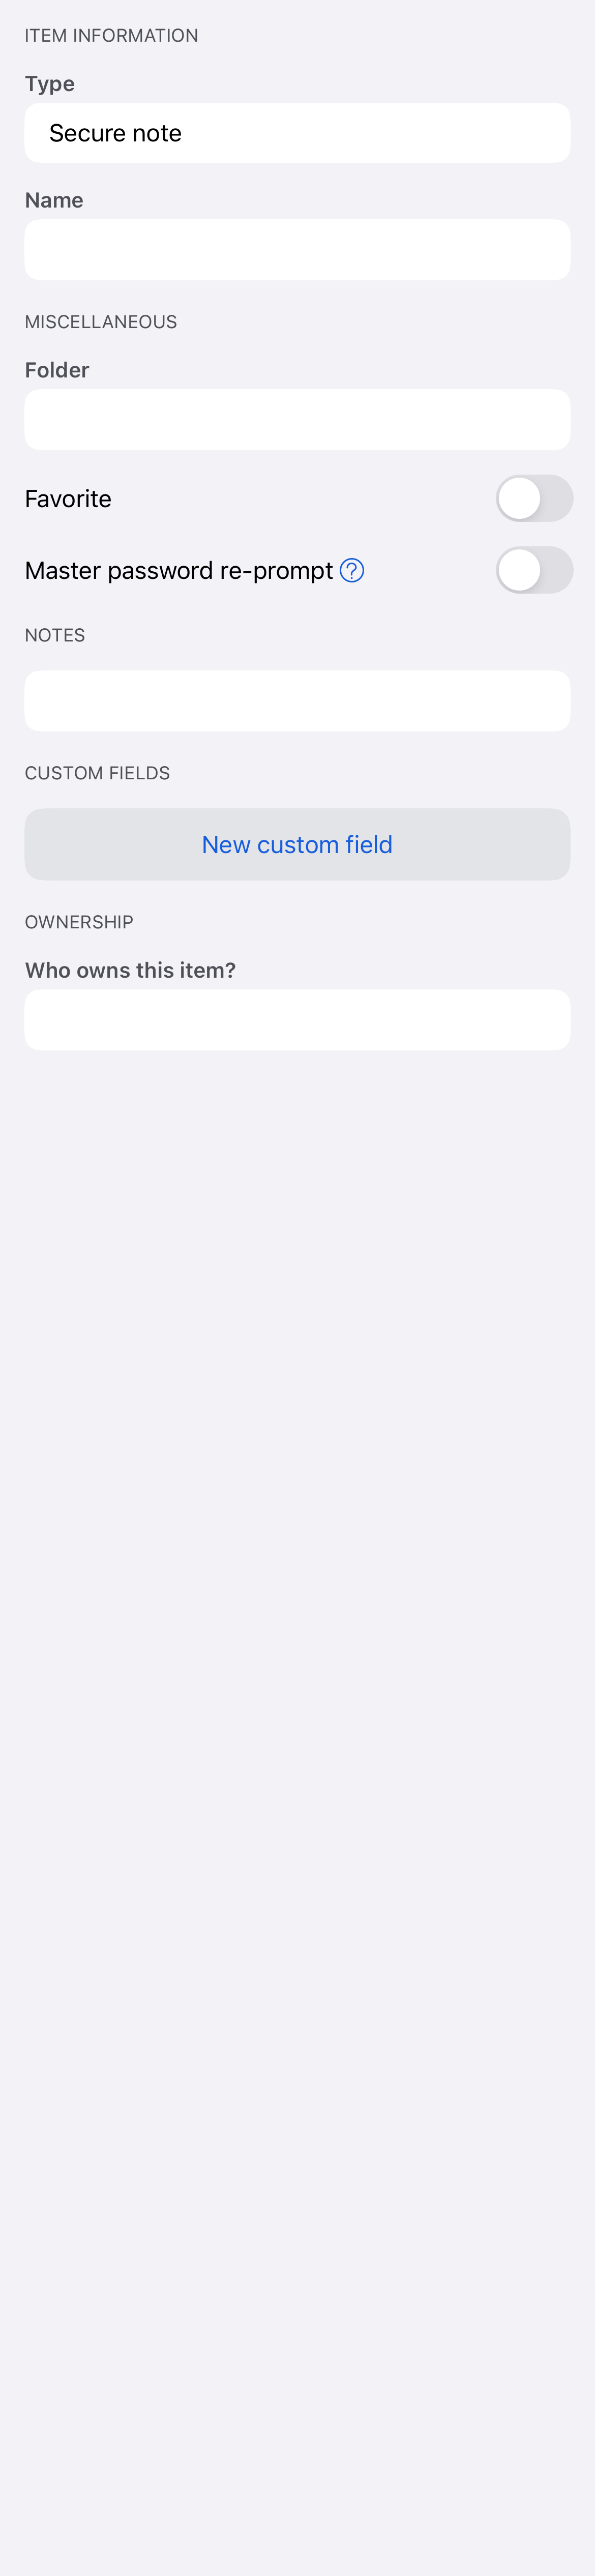 ITEM INFORMATION
Type
Secure note
Name
MISCELLANEOUS
Folder
Favorite
Master password re-prompt ?
NOTES
CUSTOM FIELDS
New custom field
OWNERSHIP
Who owns this item?